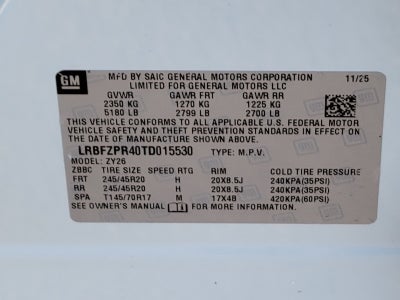 GM
MFD BY SAIC GENERAL MOTORS CORPORATION 11/25
LIMITED FOR GENERAL MOTORS LLC
GVWR GAWR FRT GAWR RR
2350 KG 1270 KG 1225 KG
5180 LB 2799 LB 2700 LB
THIS VEHICLE CONFORMS TO ALL APPLICABLE U.S. FEDERAL MOTOR
VEHICLE SAFETY AND THEFT PREVENTION STANDARDS IN EFFECT ON
THE DATE OF MANUFACTURE SHOWN ABOVE.
LRBFZPR40TD015530 TYPE: M.P.V.
MODEL: ZY26
ZBBC TIRE SIZE SPEED RTG RIM COLD TIRE PRESSURE
FRT 245/45R20 H 20X8.5J 240KPA(35PSI)
RR 245/45R20 H 20X8.5J 240KPA(35PSI)
SPA T145/70R17 M 17X4B 420KPA(60PSI)
SEE OWNER'S MANUAL FOR MORE INFORMATION.